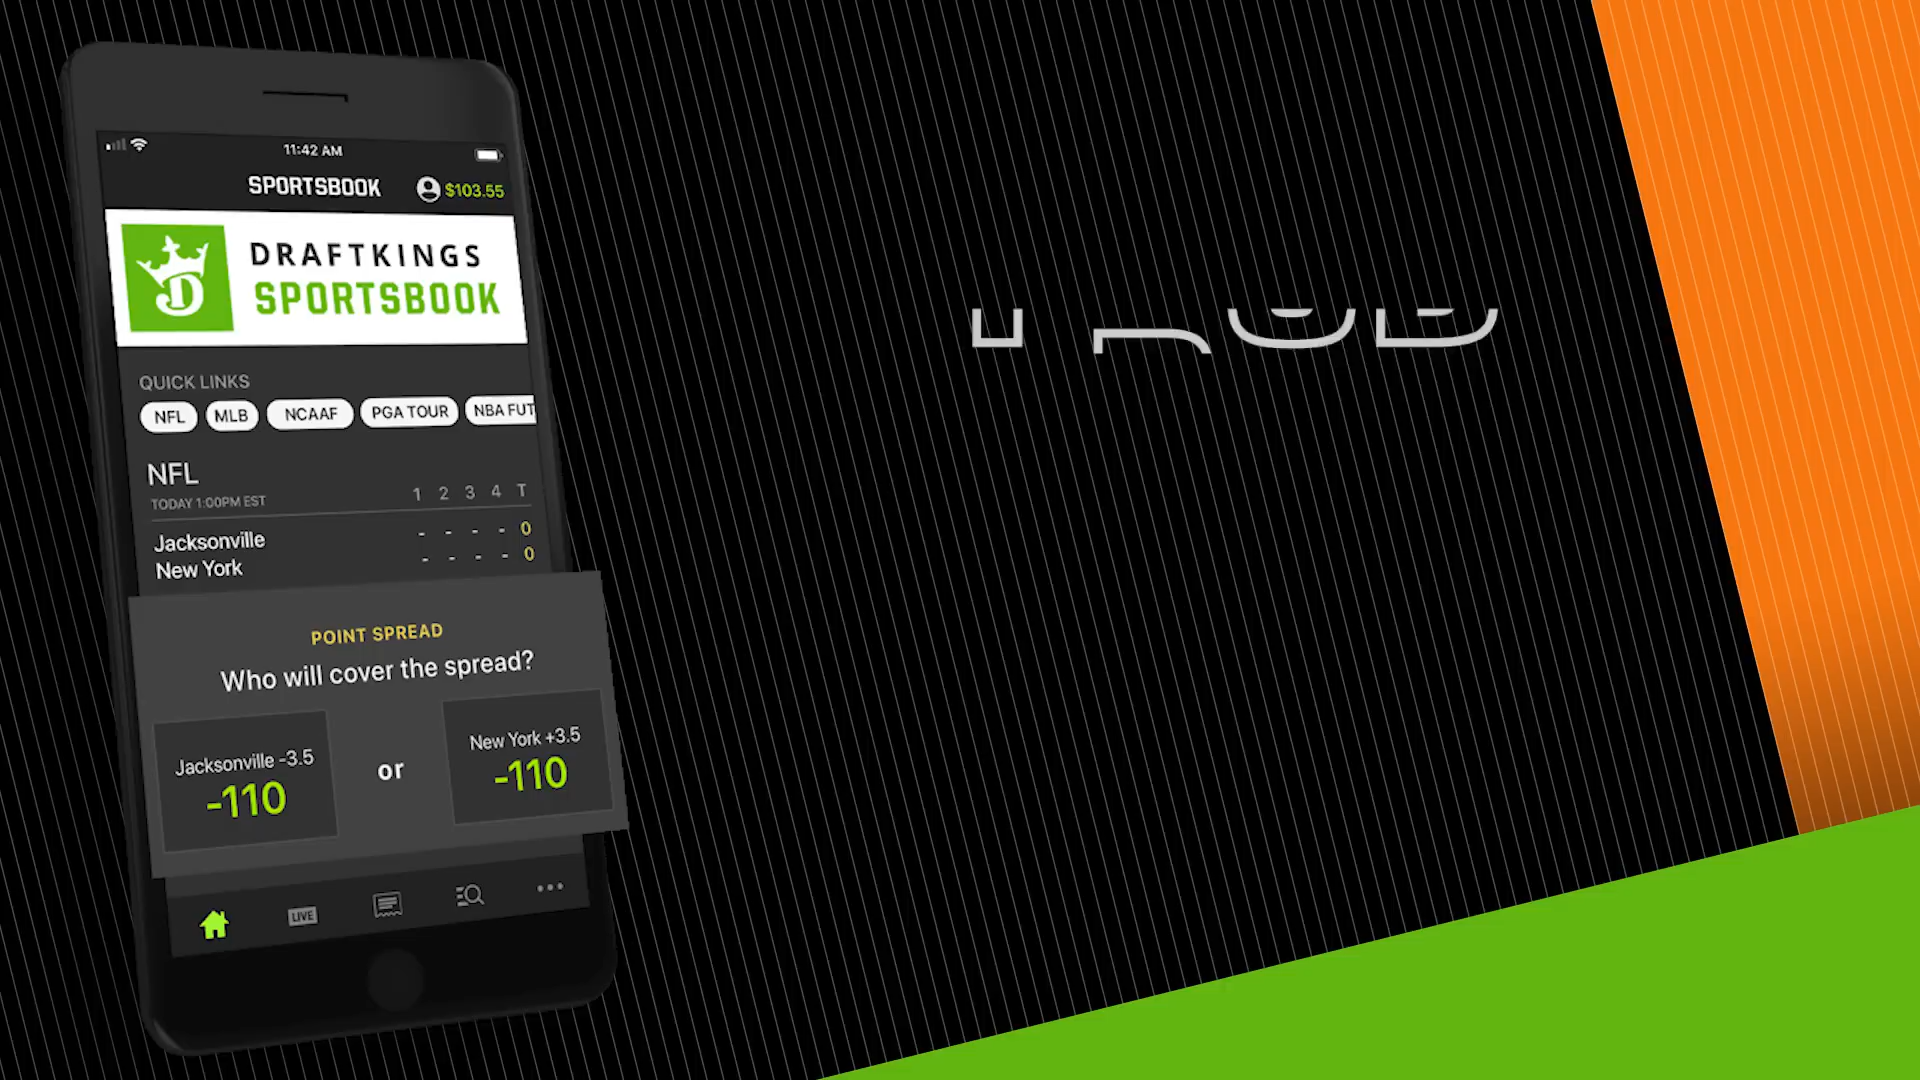 11:42 AM
SPORTSBOOK
$103.55
DRAFTKINGS
SPORTSBOOK
QUICK LINKS
NFL MLB NCAAF PGA TOUR NBA FUT
NFL
TODAY 1:00PM EST 1 2 3 4 T
Jacksonville - - - - 0
New York - - - - 0
POINT SPREAD
Who will cover the spread?
Jacksonville -3.5
-110
or
New York +3.5
-110
LIVE